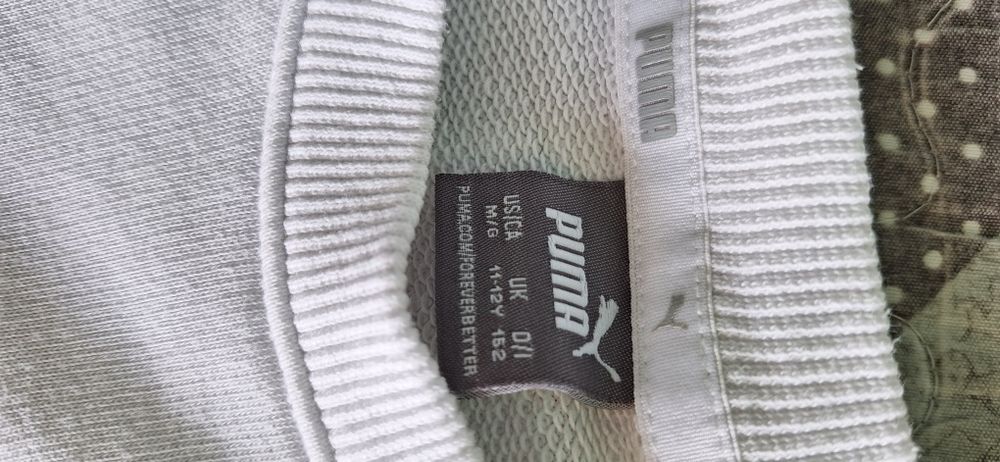 PUMA
PUMA
US/CA UK D/I
M/G 11-12Y 152
PUMA.COM/FOREVERBETTER